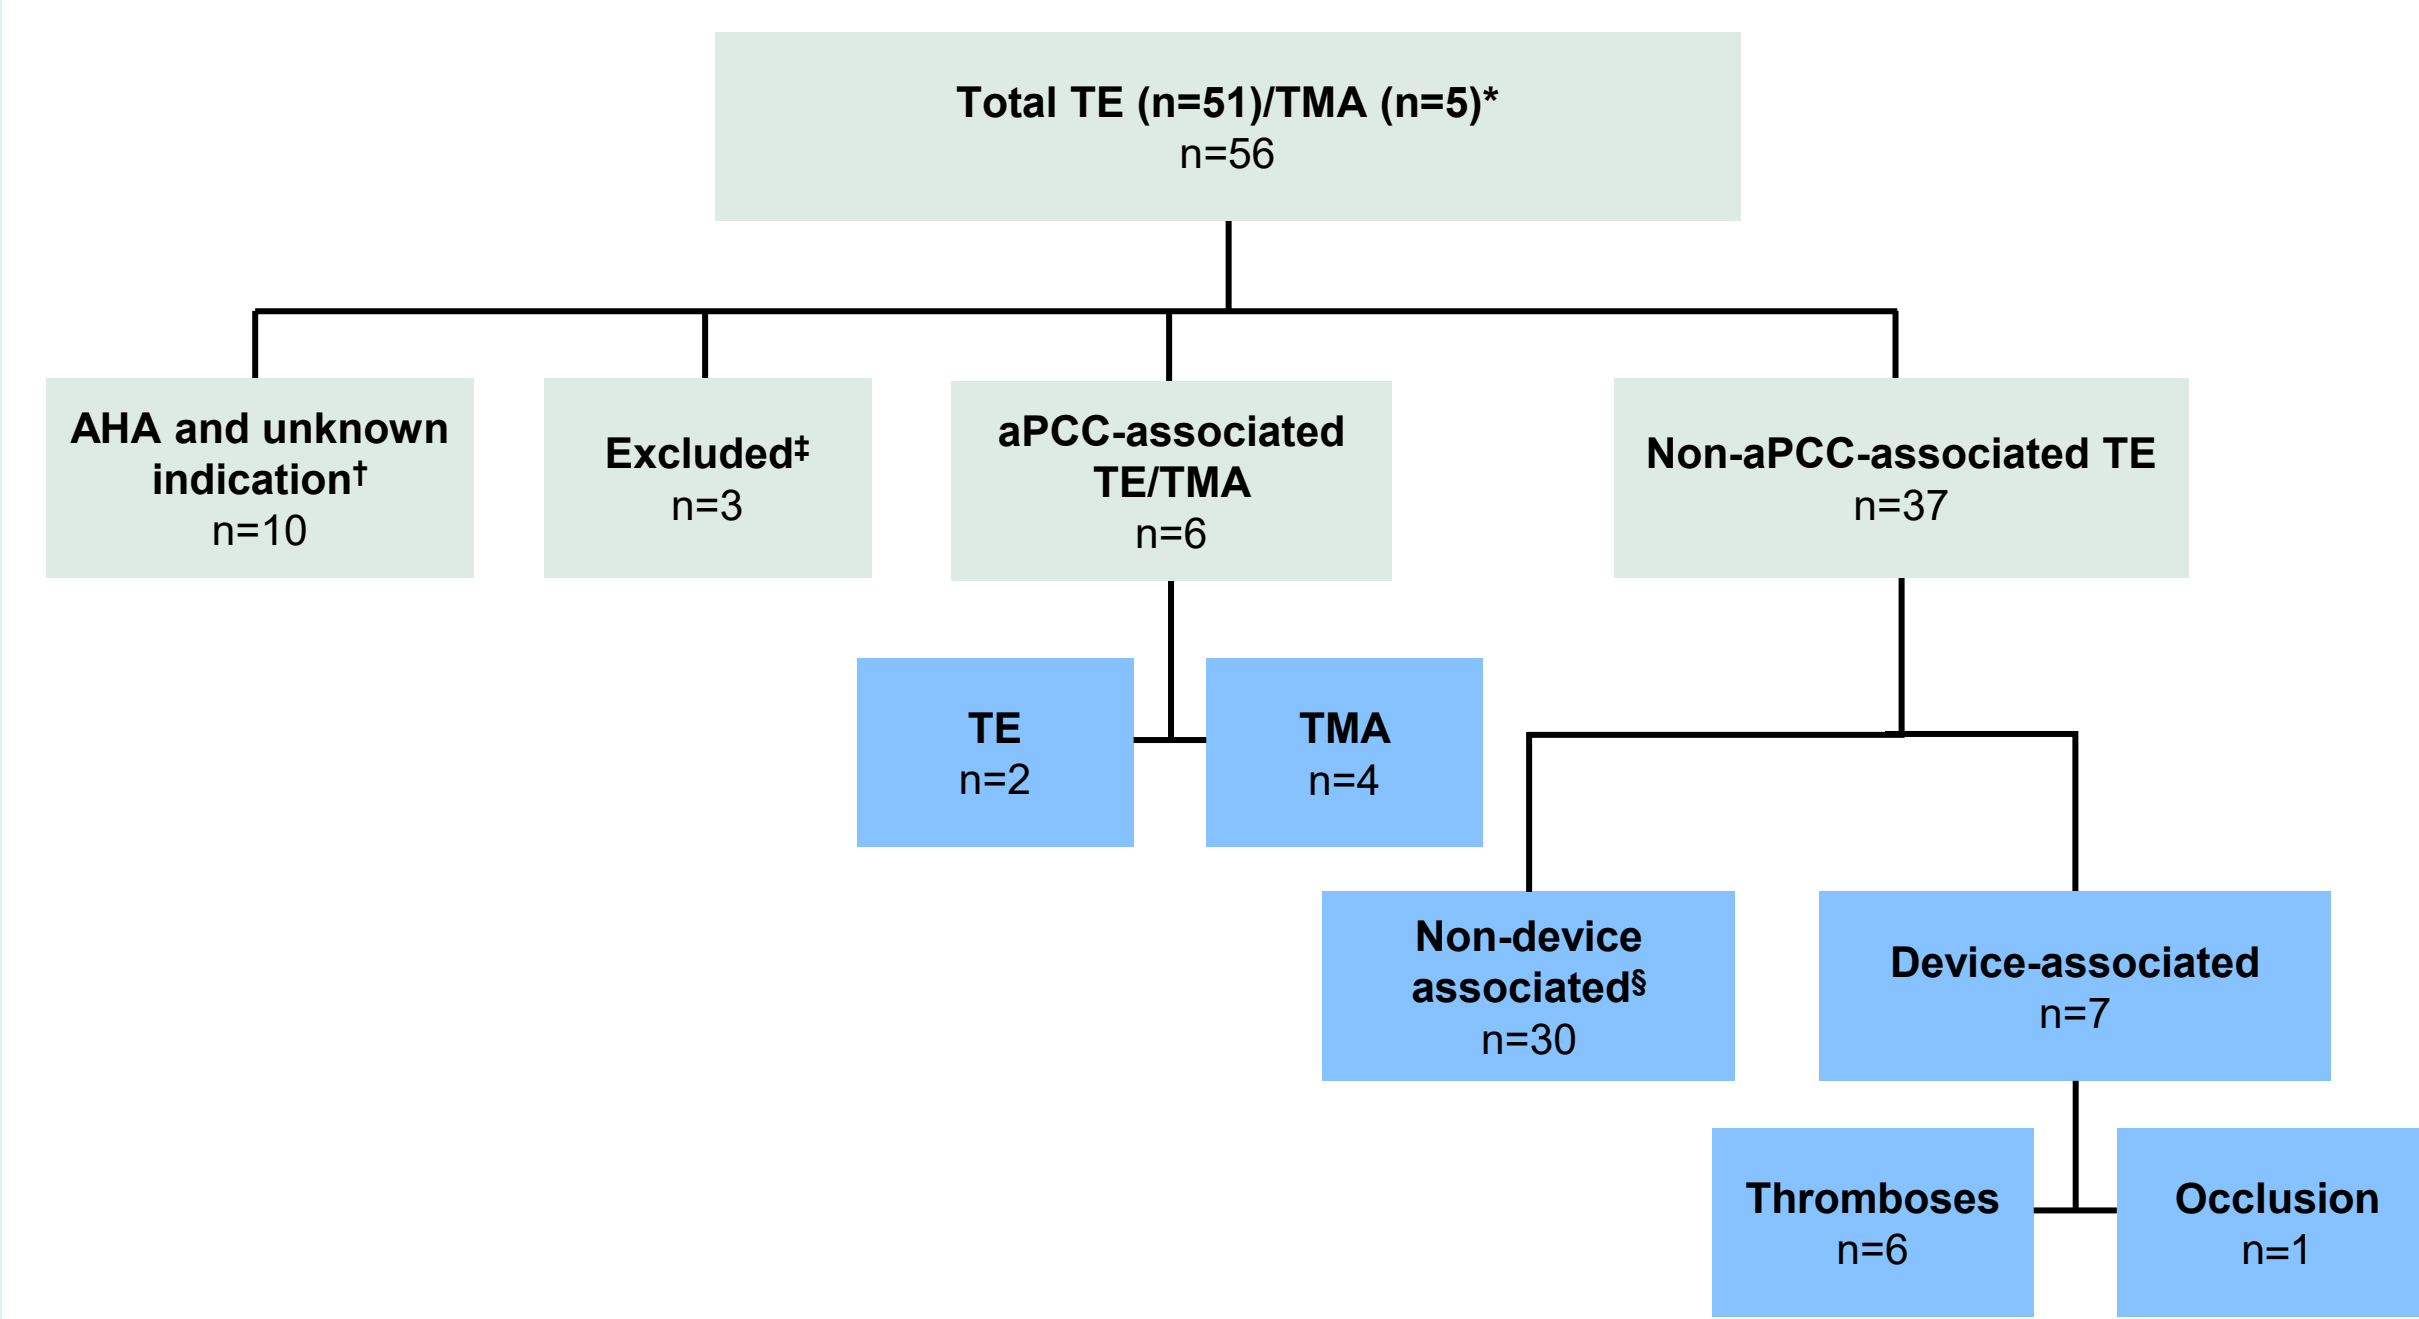 Total TE (n=51)/TMA (n=5)*
n=56
AHA and unknown
indication†
n=10
Excluded‡
n=3
aPCC-associated
TE/TMA
n=6
Non-aPCC-associated TE
n=37
TE
n=2
TMA
n=4
Non-device
associated§
n=30
Device-associated
n=7
Thromboses
n=6
Occlusion
n=1